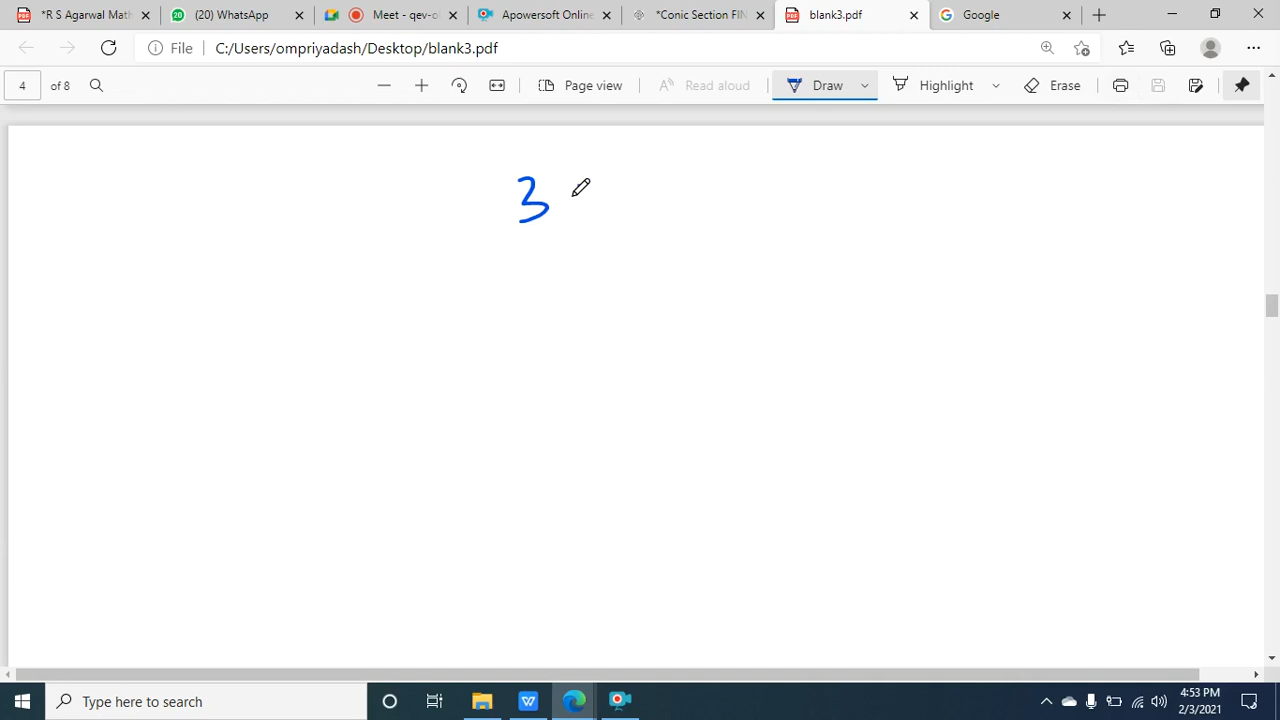 *R S Agarwal Math
(20) WhatsApp
Meet - qev-o
Apowersoft Online
*Conic Section FIN
blank3.pdf
Google
File C:/Users/ompriyadash/Desktop/blank3.pdf
4 of 8
Page view
Read aloud
Draw
Highlight
Erase
3
Type here to search
4:53 PM
2/3/2021